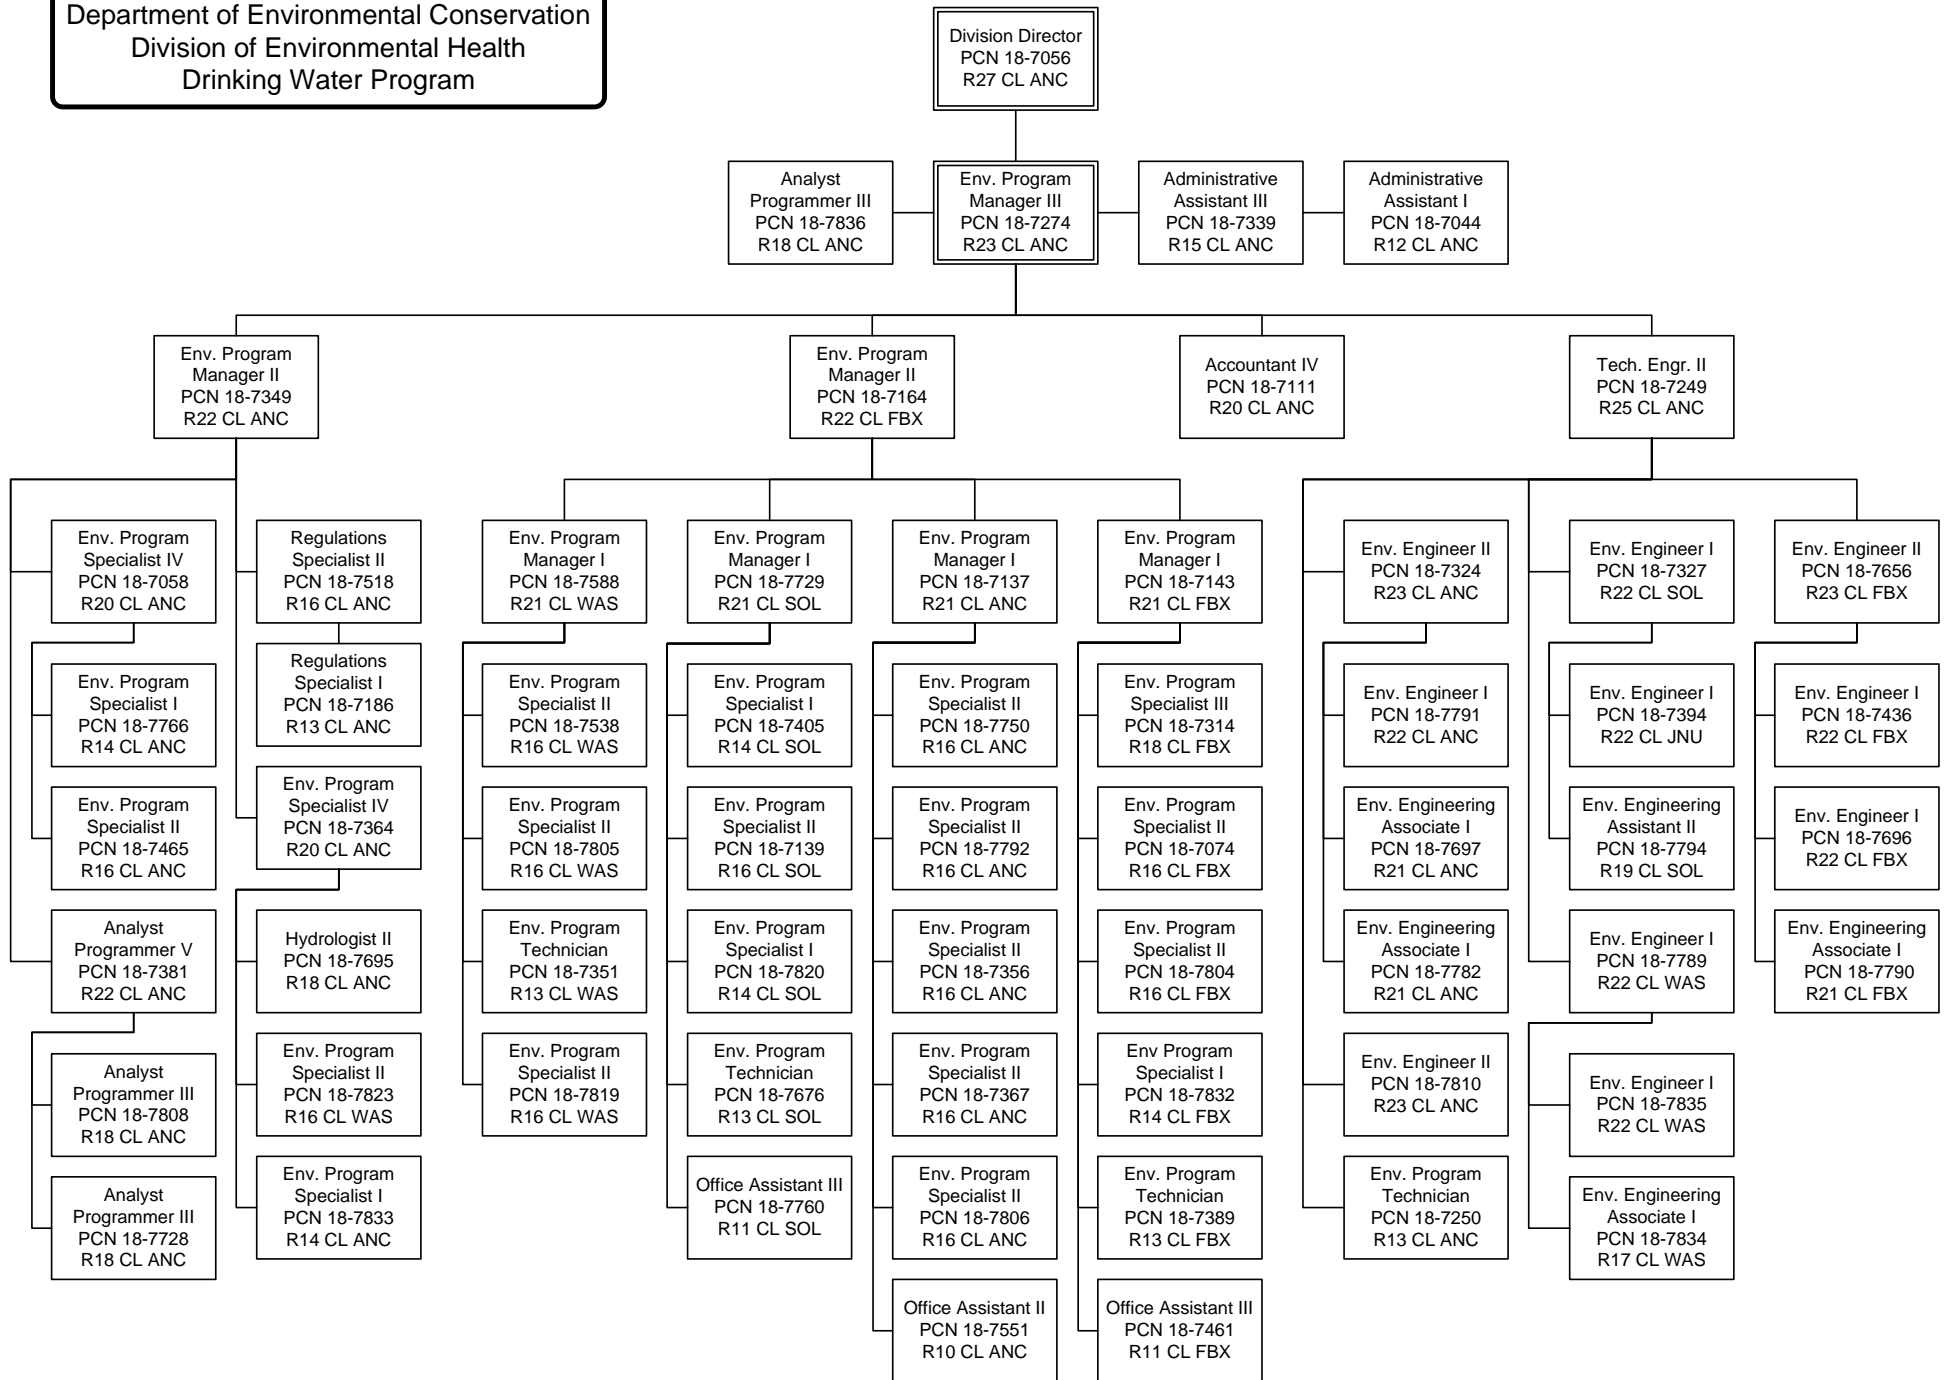 Department of Environmental Conservation
Division of Environmental Health
Drinking Water Program
Division Director
PCN 18-7056
R27 CL ANC
Analyst
Programmer III
PCN 18-7836
R18 CL ANC
Env. Program
Manager III
PCN 18-7274
R23 CL ANC
Administrative
Assistant III
PCN 18-7339
R15 CL ANC
Administrative
Assistant I
PCN 18-7044
R12 CL ANC
Env. Program
Manager II
PCN 18-7349
R22 CL ANC
Env. Program
Manager II
PCN 18-7164
R22 CL FBX
Accountant IV
PCN 18-7111
R20 CL ANC
Tech. Engr. II
PCN 18-7249
R25 CL ANC
Env. Program
Specialist IV
PCN 18-7058
R20 CL ANC
Regulations
Specialist II
PCN 18-7518
R16 CL ANC
Env. Program
Manager I
PCN 18-7588
R21 CL WAS
Env. Program
Manager I
PCN 18-7729
R21 CL SOL
Env. Program
Manager I
PCN 18-7137
R21 CL ANC
Env. Program
Manager I
PCN 18-7143
R21 CL FBX
Env. Engineer II
PCN 18-7324
R23 CL ANC
Env. Engineer I
PCN 18-7327
R22 CL SOL
Env. Engineer II
PCN 18-7656
R23 CL FBX
Env. Program
Specialist I
PCN 18-7766
R14 CL ANC
Regulations
Specialist I
PCN 18-7186
R13 CL ANC
Env. Program
Specialist II
PCN 18-7538
R16 CL WAS
Env. Program
Specialist I
PCN 18-7405
R14 CL SOL
Env. Program
Specialist II
PCN 18-7750
R16 CL ANC
Env. Program
Specialist III
PCN 18-7314
R18 CL FBX
Env. Engineer I
PCN 18-7791
R22 CL ANC
Env. Engineer I
PCN 18-7394
R22 CL JNU
Env. Engineer I
PCN 18-7436
R22 CL FBX
Env. Program
Specialist II
PCN 18-7465
R16 CL ANC
Env. Program
Specialist IV
PCN 18-7364
R20 CL ANC
Env. Program
Specialist II
PCN 18-7805
R16 CL WAS
Env. Program
Specialist II
PCN 18-7139
R16 CL SOL
Env. Program
Specialist II
PCN 18-7792
R16 CL ANC
Env. Program
Specialist II
PCN 18-7074
R16 CL FBX
Env. Engineering
Associate I
PCN 18-7697
R21 CL ANC
Env. Engineering
Assistant II
PCN 18-7794
R19 CL SOL
Env. Engineer I
PCN 18-7696
R22 CL FBX
Analyst
Programmer V
PCN 18-7381
R22 CL ANC
Hydrologist II
PCN 18-7695
R18 CL ANC
Env. Program
Technician
PCN 18-7351
R13 CL WAS
Env. Program
Specialist I
PCN 18-7820
R14 CL SOL
Env. Program
Specialist II
PCN 18-7356
R16 CL ANC
Env. Program
Specialist II
PCN 18-7804
R16 CL FBX
Env. Engineering
Associate I
PCN 18-7782
R21 CL ANC
Env. Engineer I
PCN 18-7789
R22 CL WAS
Env. Engineering
Associate I
PCN 18-7790
R21 CL FBX
Analyst
Programmer III
PCN 18-7808
R18 CL ANC
Env. Program
Specialist II
PCN 18-7823
R16 CL WAS
Env. Program
Specialist II
PCN 18-7819
R16 CL WAS
Env. Program
Technician
PCN 18-7676
R13 CL SOL
Env. Program
Specialist II
PCN 18-7367
R16 CL ANC
Env Program
Specialist I
PCN 18-7832
R14 CL FBX
Env. Engineer II
PCN 18-7810
R23 CL ANC
Env. Engineer I
PCN 18-7835
R22 CL WAS
Analyst
Programmer III
PCN 18-7728
R18 CL ANC
Env. Program
Specialist I
PCN 18-7833
R14 CL ANC
Office Assistant III
PCN 18-7760
R11 CL SOL
Env. Program
Specialist II
PCN 18-7806
R16 CL ANC
Env. Program
Technician
PCN 18-7389
R13 CL FBX
Env. Program
Technician
PCN 18-7250
R13 CL ANC
Env. Engineering
Associate I
PCN 18-7834
R17 CL WAS
Office Assistant II
PCN 18-7551
R10 CL ANC
Office Assistant III
PCN 18-7461
R11 CL FBX